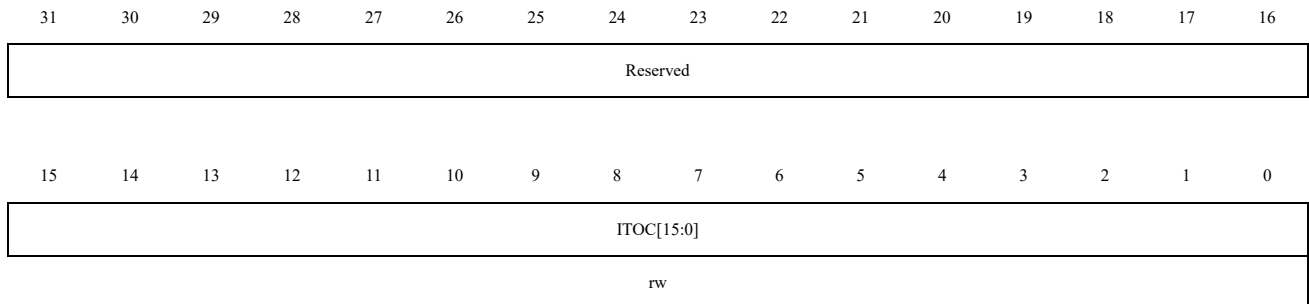 31 30 29 28 27 26 25 24 23 22 21 20 19 18 17 16
Reserved
15 14 13 12 11 10 9 8 7 6 5 4 3 2 1 0
ITOC[15:0]
rw